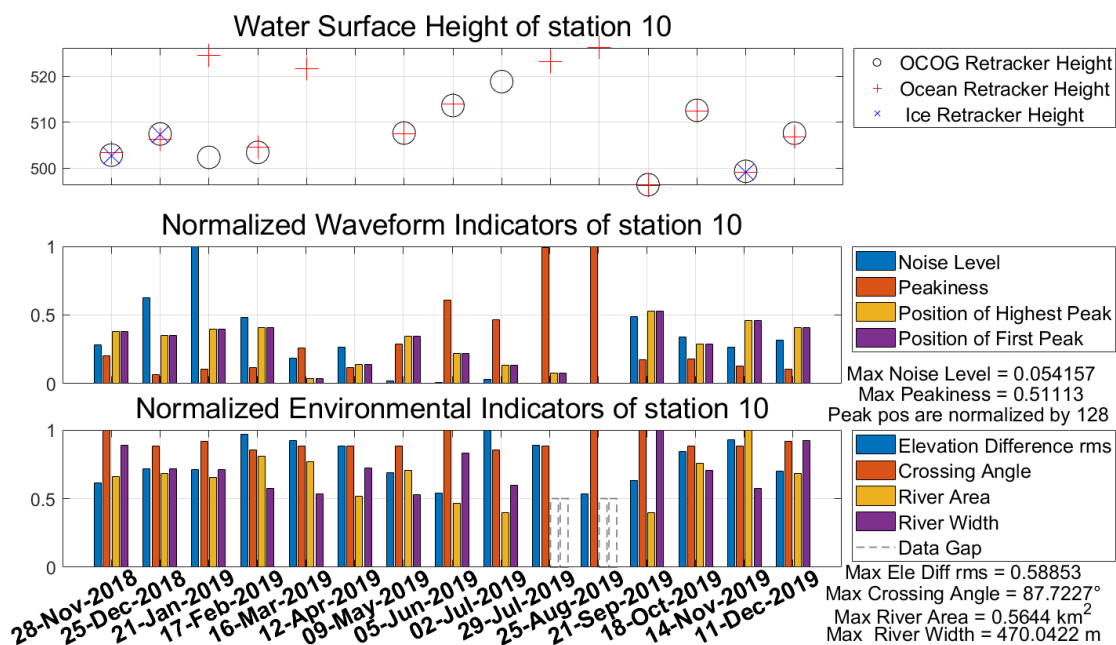 Water Surface Height of station 10
520
510
500
OCOG Retracker Height
Ocean Retracker Height
Ice Retracker Height
Normalized Waveform Indicators of station 10
1
0.5
0
Noise Level
Peakiness
Position of Highest Peak
Position of First Peak
Max Noise Level = 0.054157
Max Peakiness = 0.51113
Peak pos are normalized by 128
Normalized Environmental Indicators of station 10
1
0.5
0
Elevation Difference rms
Crossing Angle
River Area
River Width
Data Gap
Max Ele Diff rms = 0.58853
Max Crossing Angle = 87.7227°
Max River Area = 0.5644 km²
Max River Width = 470.0422 m
28-Nov-2018
25-Dec-2018
21-Jan-2019
17-Feb-2019
16-Mar-2019
12-Apr-2019
09-May-2019
05-Jun-2019
02-Jul-2019
29-Jul-2019
25-Aug-2019
21-Sep-2019
18-Oct-2019
14-Nov-2019
11-Dec-2019